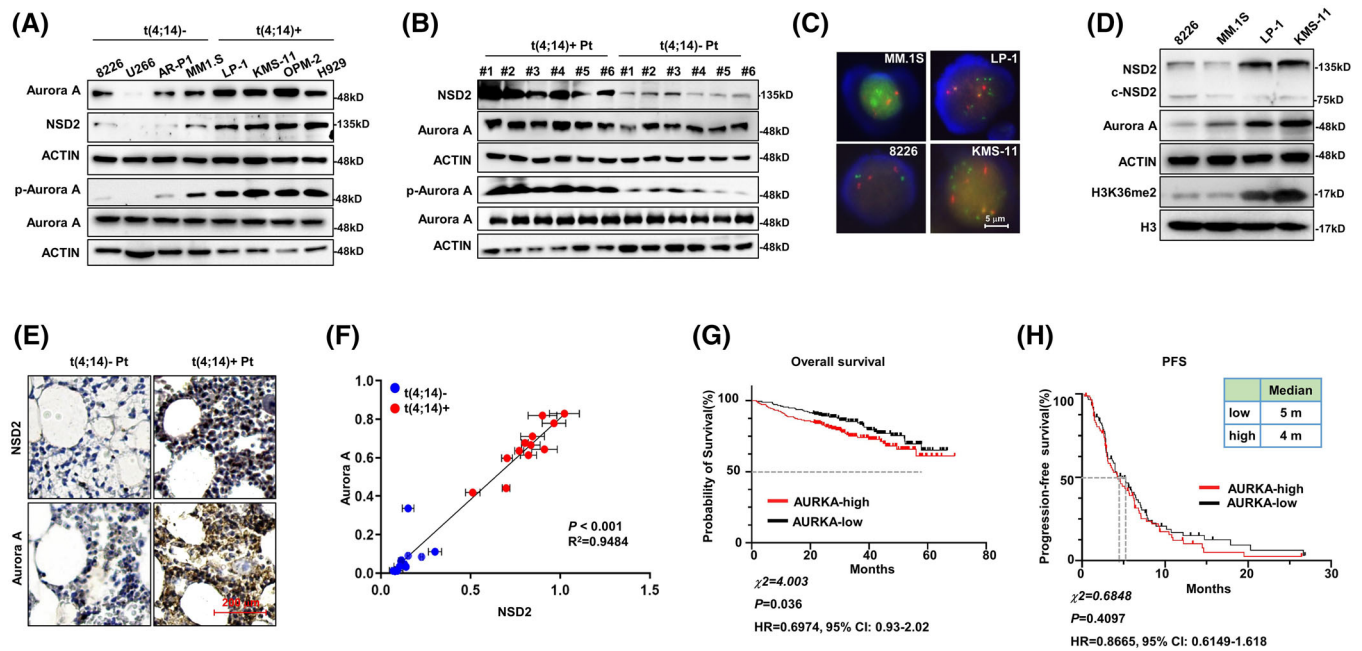 (A)
t(4;14)-
t(4;14)+
8226
U266
AR-P1
MM1.S
LP-1
KMS-11
OPM-2
H929
Aurora A
-48kD
NSD2
-135kD
ACTIN
-48kD
p-Aurora A
-48kD
Aurora A
-48kD
ACTIN
-48kD
(B)
t(4;14)+ Pt
t(4;14)- Pt
#1 #2 #3 #4 #5 #6 #1 #2 #3 #4 #5 #6
NSD2
-135kD
Aurora A
-48kD
ACTIN
-48kD
p-Aurora A
-48kD
Aurora A
-48kD
ACTIN
-48kD
(C)
MM.1S
LP-1
8226
KMS-11
5 μm
(D)
8226
MM.1S
LP-1
KMS-11
NSD2
-135kD
c-NSD2
-75kD
Aurora A
-48kD
ACTIN
-48kD
H3K36me2
-17kD
H3
-17kD
(E)
t(4;14)- Pt
t(4;14)+ Pt
NSD2
Aurora A
(F)
t(4;14)-
t(4;14)+
1.0
0.8
0.6
0.4
0.2
0.0
Aurora A
P < 0.001
R²=0.9484
0.0 0.5 1.0 1.5
NSD2
(G)
Overall survival
Probability of Survival(%)
100
50
0
AURKA-high
AURKA-low
0 20 40 60 80
Months
χ2=4.003
P=0.036
HR=0.6974, 95% CI: 0.93-2.02
(H)
PFS
Median
low 5 m
high 4 m
Progression-free survival(%)
100
50
0
AURKA-high
AURKA-low
0 10 20 30
Months
χ2=0.6848
P=0.4097
HR=0.8665, 95% CI: 0.6149-1.618